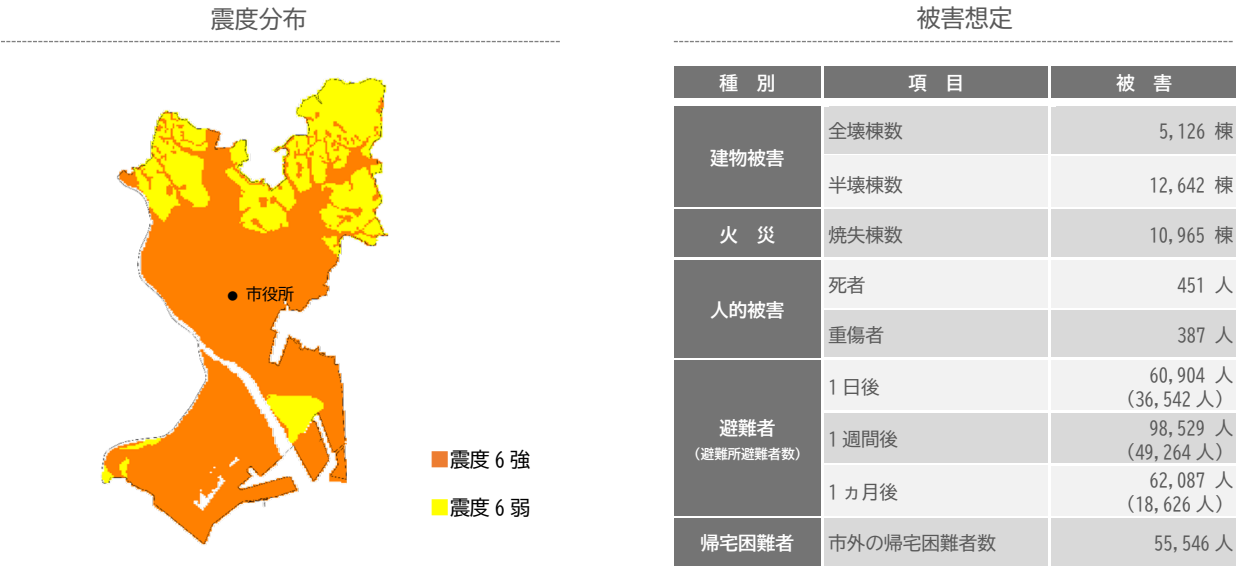 震度分布
市役所
■震度６強
■震度６弱
被害想定
種　別　項　目　被　害
建物被害
全壊棟数　5,126 棟
半壊棟数　12,642 棟
火　災　焼失棟数　10,965 棟
人的被害
死者　451 人
重傷者　387 人
避難者
（避難所避難者数）
１日後　60,904 人
（36,542 人）
１週間後　98,529 人
（49,264 人）
１ヵ月後　62,087 人
（18,626 人）
帰宅困難者　市外の帰宅困難者数　55,546 人